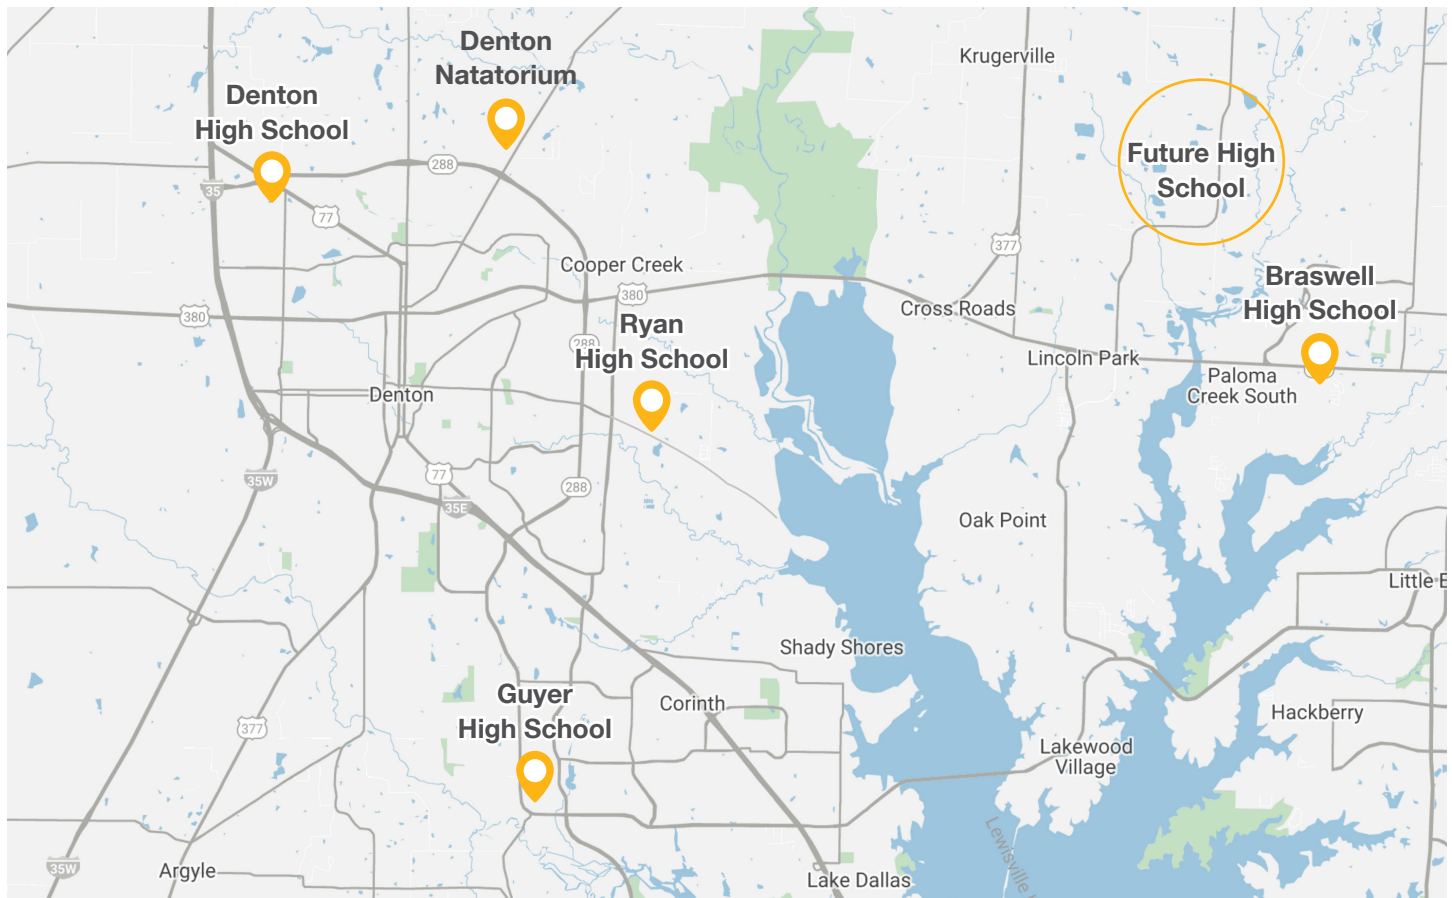 Denton
Natatorium
Krugerville
Denton
High School
Future High
School
288
35
77
377
Cooper Creek
Braswell
High School
380
Cross Roads
380
Ryan
High School
288
Lincoln Park
Paloma
Creek South
Denton
77
35W
288
35E
Oak Point
Little E
Shady Shores
Guyer
High School
Corinth
Hackberry
377
Lakewood
Village
Lewisville
35W
Argyle
Lake Dallas